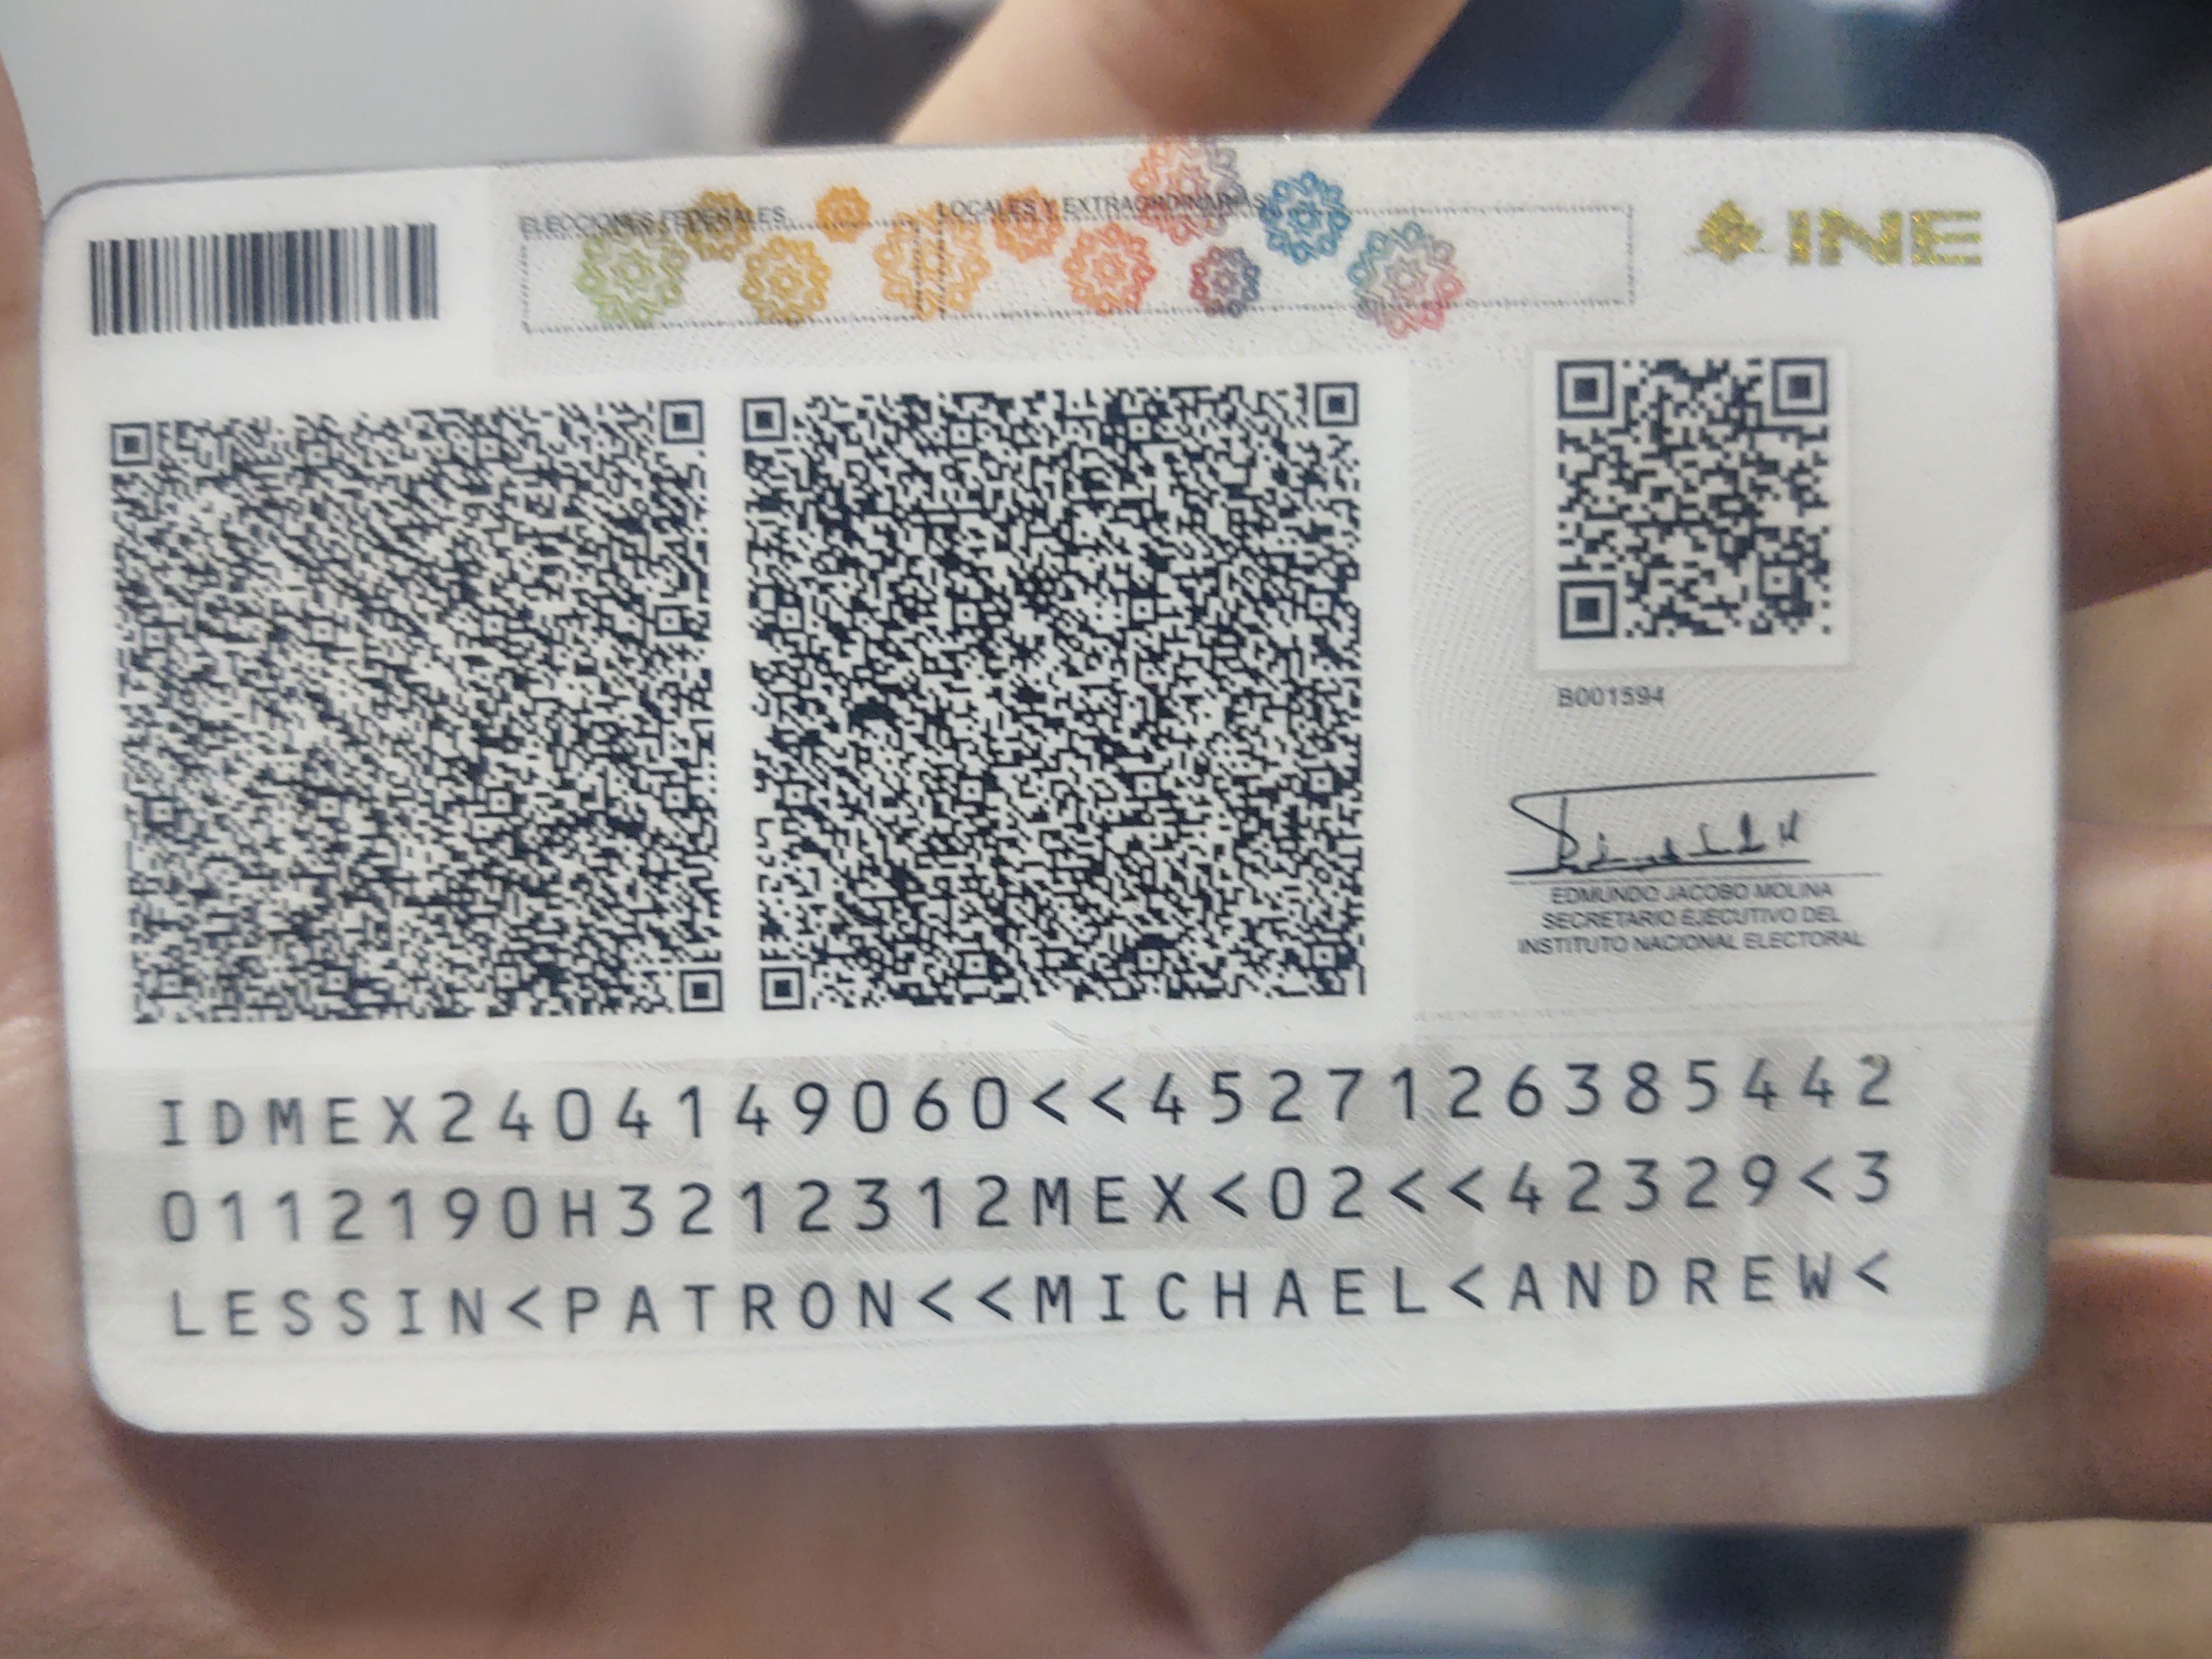 ELECCIONES FEDERALES LOCALES Y EXTRAORDINARIAS
INE
B001594
EDMUNDO JACOBO MOLINA
SECRETARIO EJECUTIVO DEL
INSTITUTO NACIONAL ELECTORAL
IDMEX2404149060<<4527126385442
0112190H3212312MEX<02<<42329<3
LESSIN<PATRON<<MICHAEL<ANDREW<